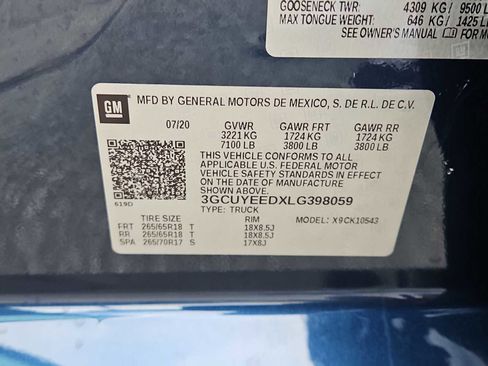 GOOSENECK TWR: 4309 KG / 9500 L
MAX TONGUE WEIGHT: 646 KG / 1425 LB
SEE OWNER'S MANUAL FOR MO
GM
MFD BY GENERAL MOTORS DE MEXICO, S. DE R.L. DE C.V.
07/20 GVWR GAWR FRT GAWR RR
3221 KG 1724 KG 1724 KG
7100 LB 3800 LB 3800 LB
THIS VEHICLE CONFORMS TO ALL
APPLICABLE U.S. FEDERAL MOTOR
VEHICLE SAFETY STANDARDS IN
EFFECT ON THE DATE OF
MANUFACTURE SHOWN ABOVE.
3GCUYEEDXLG398059
619D TYPE: TRUCK MODEL: X9CK10543
TIRE SIZE RIM
FRT 265/65R18 T 18X8.5J
RR 265/65R18 T 18X8.5J
SPA 265/70R17 S 17X8J